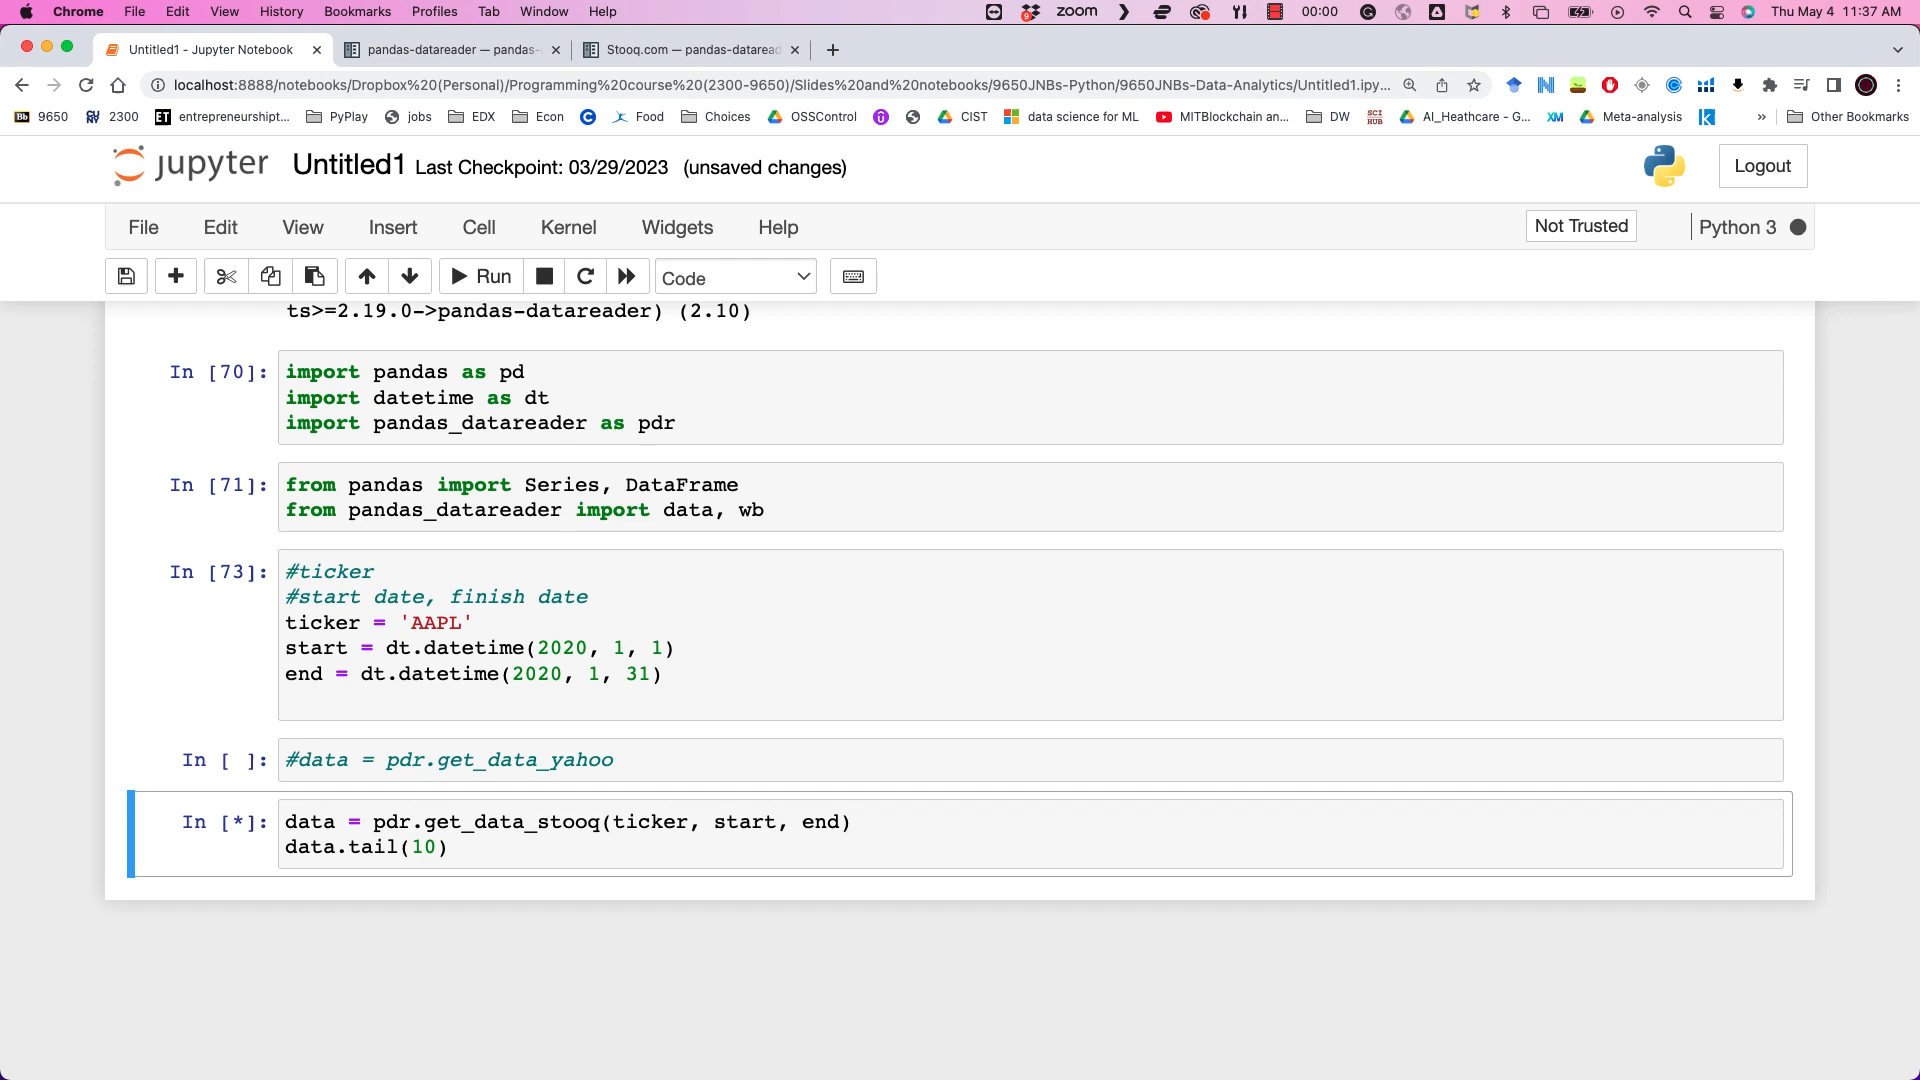 Chrome File Edit View History Bookmarks Profiles Tab Window Help zoom 00:00 Thu May 4 11:37 AM
Untitled1 - Jupyter Notebook pandas-datareader — pandas- Stooq.com — pandas-dataread
localhost:8888/notebooks/Dropbox%20(Personal)/Programming%20course%20(2300-9650)/Slides%20and%20notebooks/9650JNBs-Python/9650JNBs-Data-Analytics/Untitled1.ipy...
Bb 9650 2300 ET entrepreneurshipt... PyPlay jobs EDX Econ Food Choices OSSControl CIST data science for ML MITBlockchain an... DW SCI HUB AI_Heathcare - G... XM Meta-analysis » Other Bookmarks
jupyter Untitled1 Last Checkpoint: 03/29/2023 (unsaved changes) Logout
File Edit View Insert Cell Kernel Widgets Help Not Trusted Python 3
Run Code
ts>=2.19.0->pandas-datareader) (2.10)
In [70]: import pandas as pd
import datetime as dt
import pandas_datareader as pdr
In [71]: from pandas import Series, DataFrame
from pandas_datareader import data, wb
In [73]: #ticker
#start date, finish date
ticker = 'AAPL'
start = dt.datetime(2020, 1, 1)
end = dt.datetime(2020, 1, 31)
In [ ]: #data = pdr.get_data_yahoo
In [*]: data = pdr.get_data_stooq(ticker, start, end)
data.tail(10)